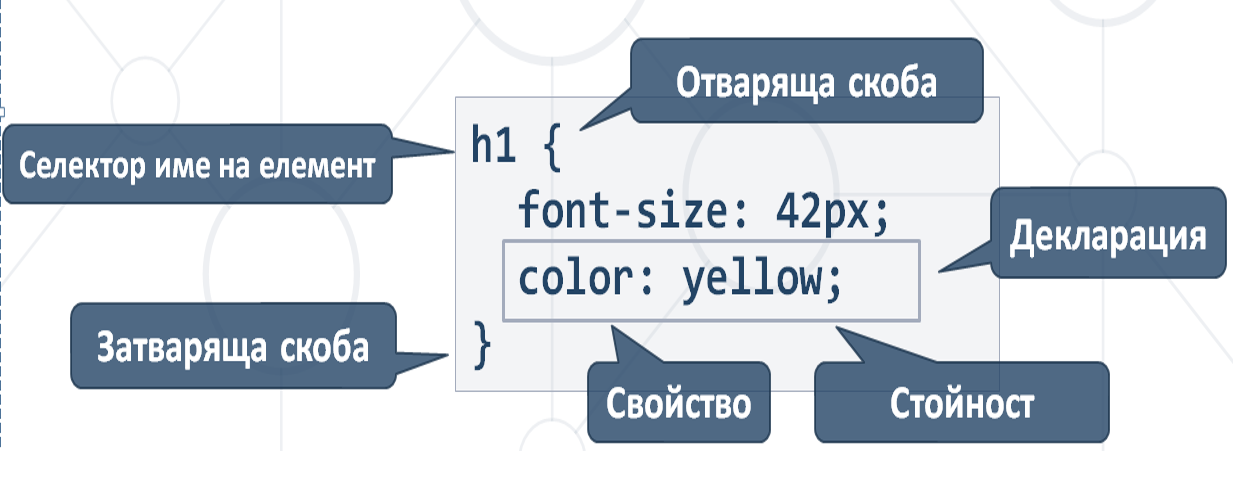 Отваряща скоба
h1 {
Селектор име на елемент
font-size: 42px;
Декларация
color: yellow;
Затваряща скоба
}
Свойство
Стойност